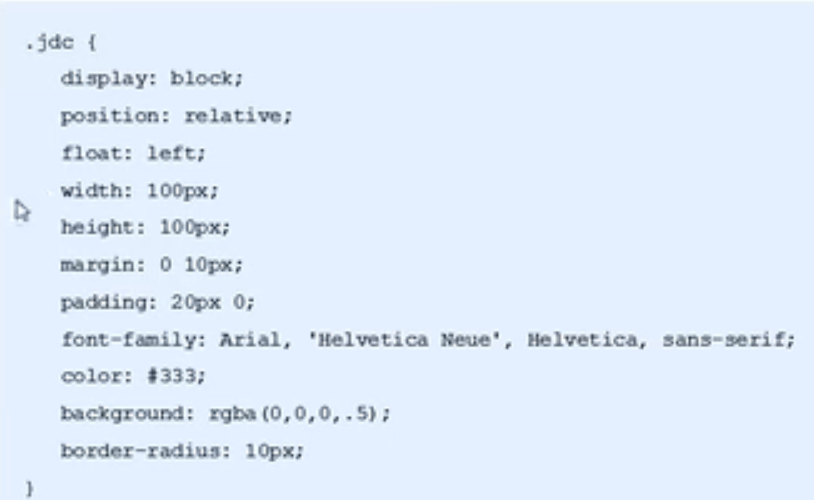 .jdc {
display: block;
position: relative;
float: left;
width: 100px;
height: 100px;
margin: 0 10px;
padding: 20px 0;
font-family: Arial, 'Helvetica Neue', Helvetica, sans-serif;
color: #333;
background: rgba(0,0,0,.5);
border-radius: 10px;
}